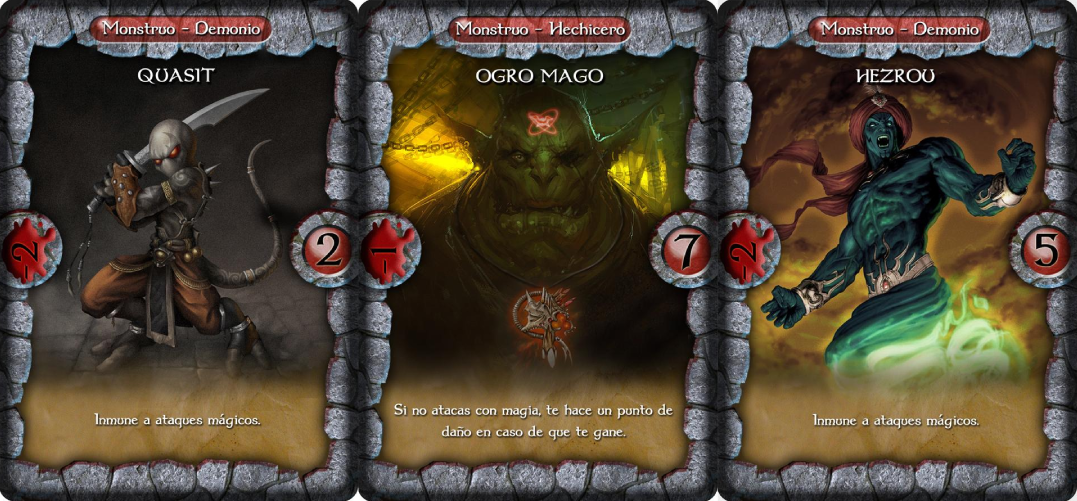 Monstruo - Demonio
QUASIT
-2
2
Inmune a ataques mágicos.
Monstruo - Hechicero
OGRO MAGO
-1
7
Si no atacas con magia, te hace un punto de
daño en caso de que te gane.
Monstruo - Demonio
HEZROU
-2
5
Inmune a ataques mágicos.